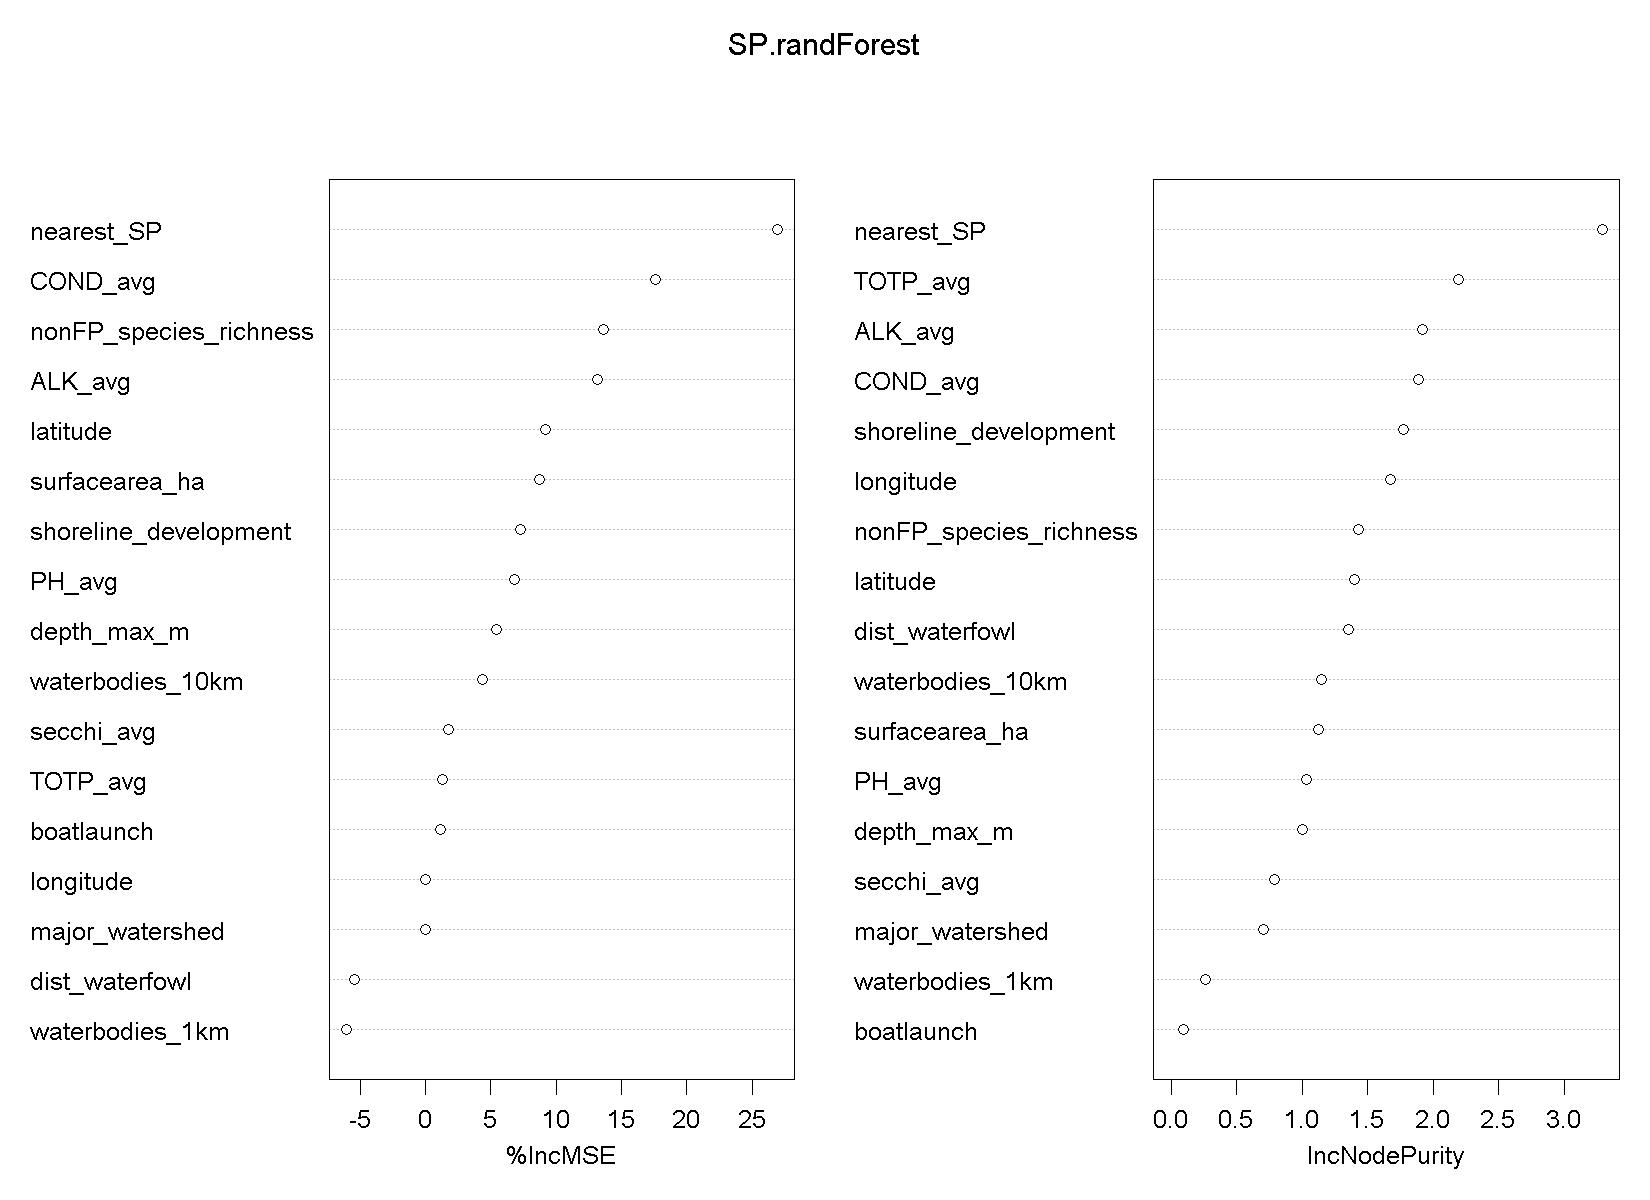 SP.randForest
nearest_SP
COND_avg
nonFP_species_richness
ALK_avg
latitude
surfacearea_ha
shoreline_development
PH_avg
depth_max_m
waterbodies_10km
secchi_avg
TOTP_avg
boatlaunch
longitude
major_watershed
dist_waterfowl
waterbodies_1km
-5 0 5 10 15 20 25
%IncMSE
nearest_SP
TOTP_avg
ALK_avg
COND_avg
shoreline_development
longitude
nonFP_species_richness
latitude
dist_waterfowl
waterbodies_10km
surfacearea_ha
PH_avg
depth_max_m
secchi_avg
major_watershed
waterbodies_1km
boatlaunch
0.0 0.5 1.0 1.5 2.0 2.5 3.0
IncNodePurity